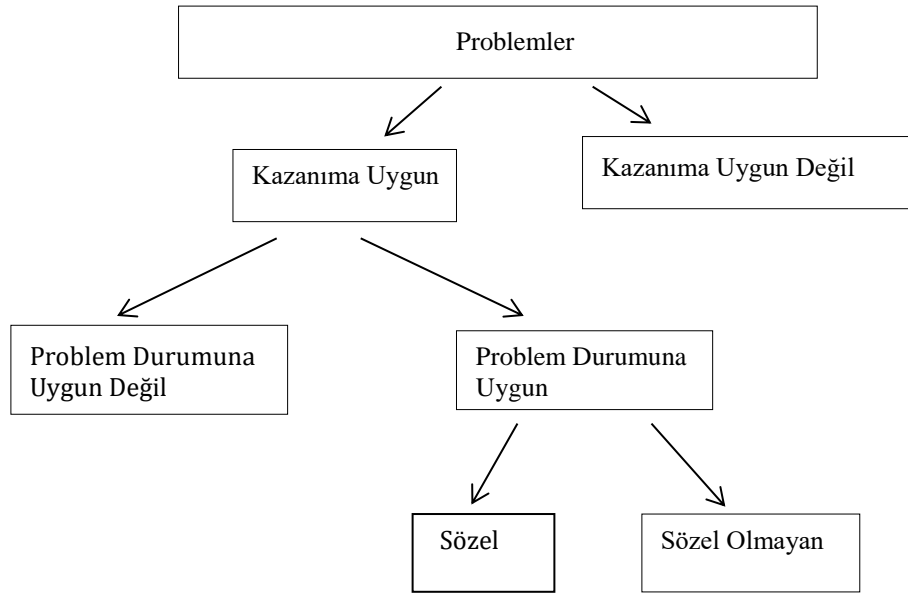 Problemler
Kazanıma Uygun
Kazanıma Uygun Değil
Problem Durumuna
Uygun Değil
Problem Durumuna
Uygun
Sözel
Sözel Olmayan